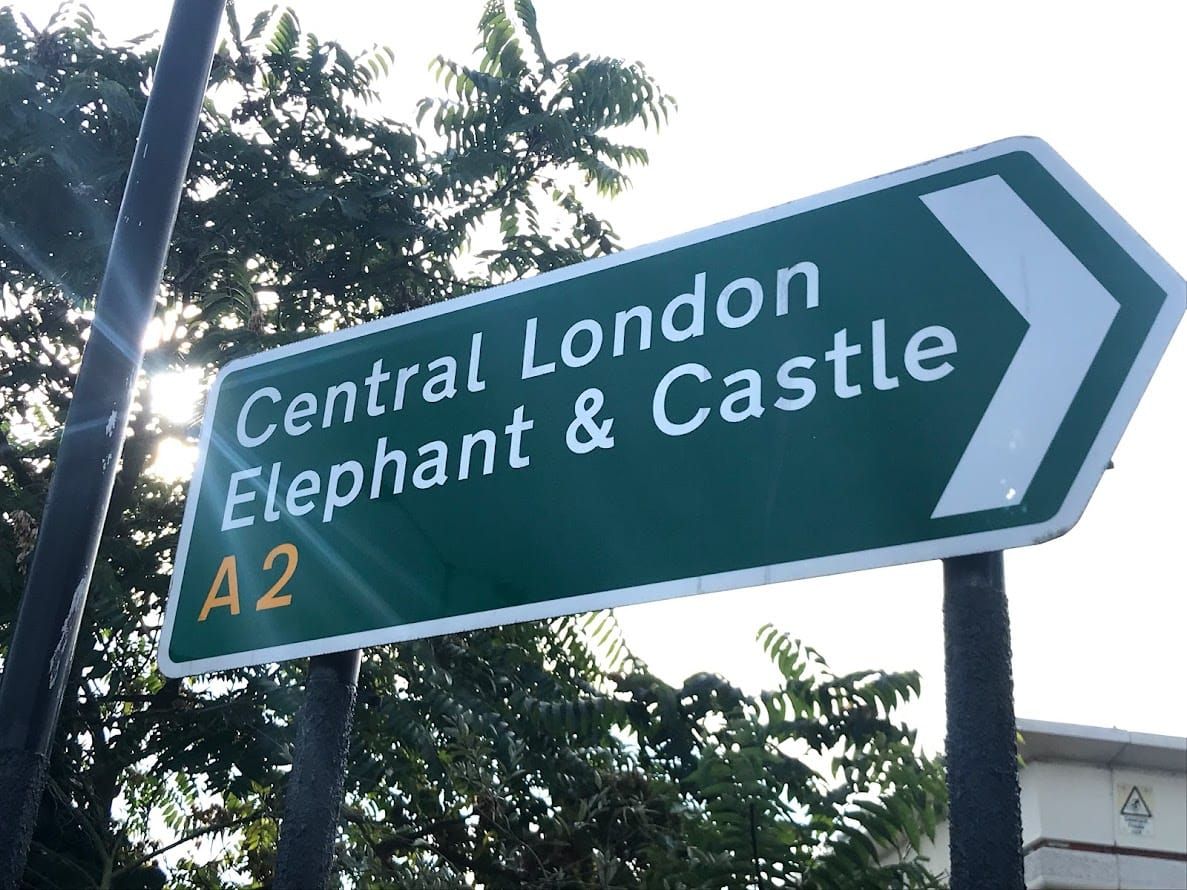 Central London
Elephant & Castle
A2